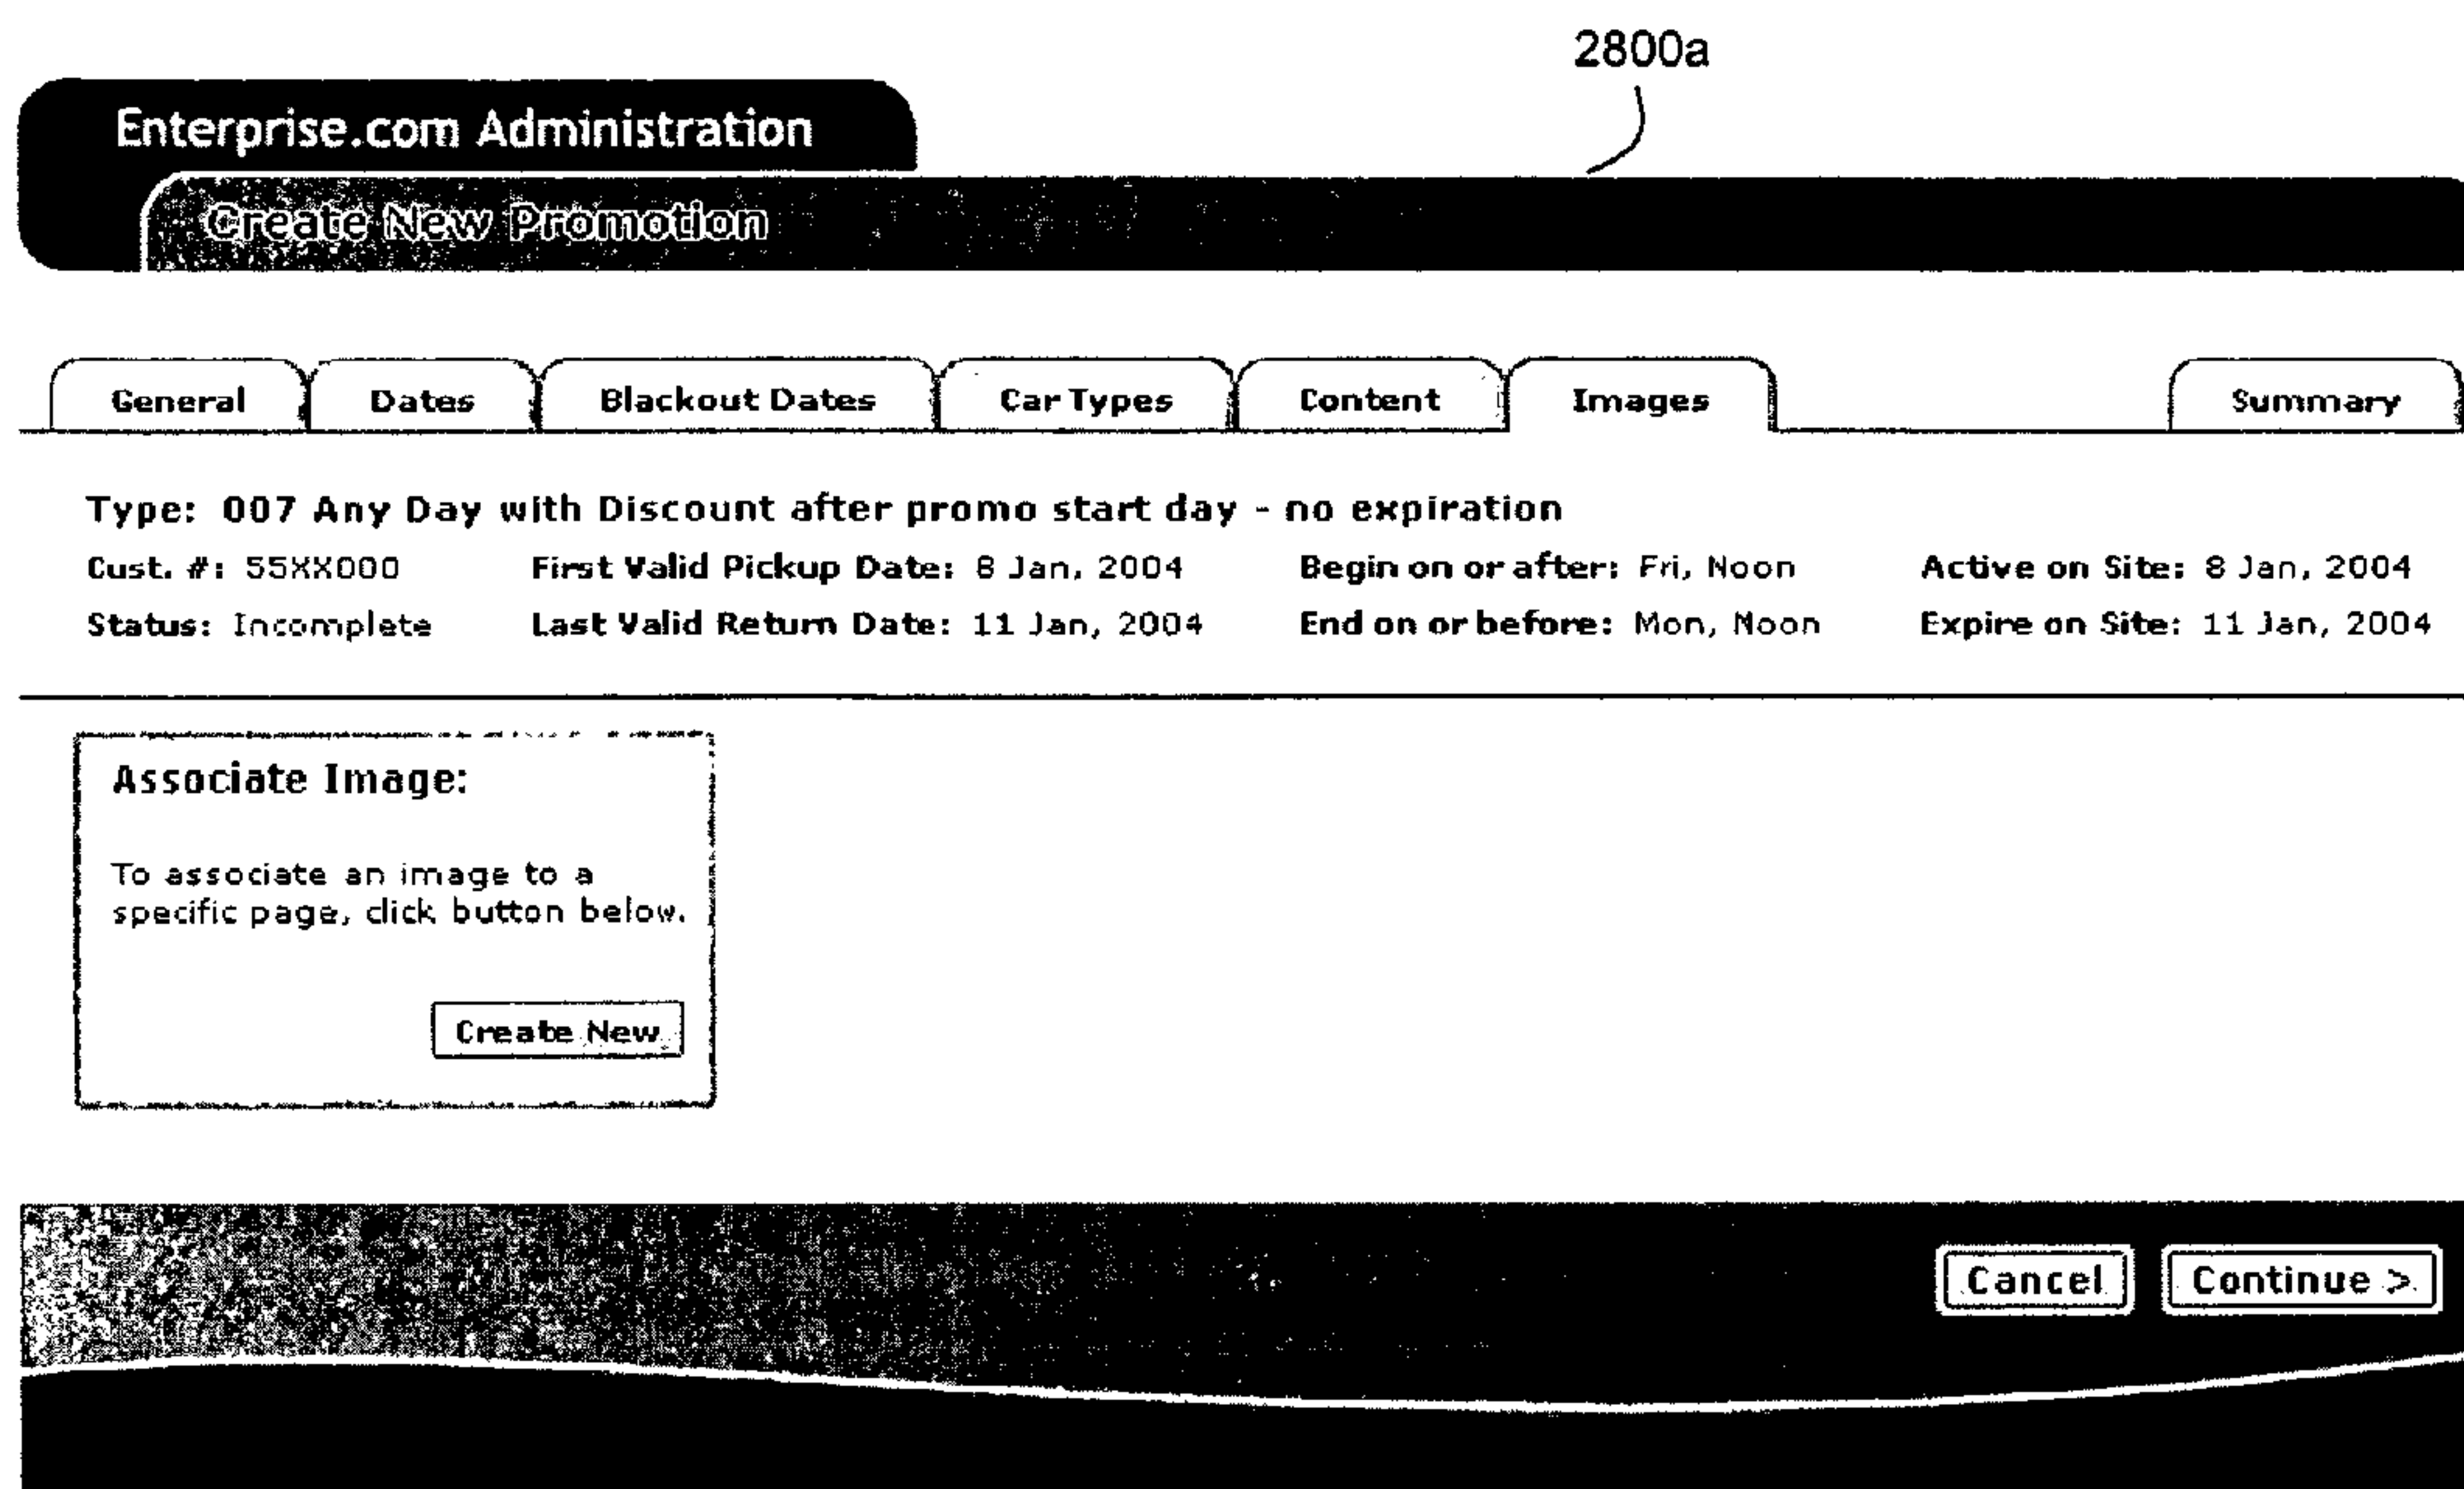 2800a
Enterprise.com Administration
Create New Promotion
General Dates Blackout Dates Car Types Content Images Summary
Type: 007 Any Day with Discount after promo start day - no expiration
Cust. #: 55XX000 First Valid Pickup Date: 8 Jan, 2004 Begin on or after: Fri, Noon Active on Site: 8 Jan, 2004
Status: Incomplete Last Valid Return Date: 11 Jan, 2004 End on or before: Mon, Noon Expire on Site: 11 Jan, 2004
Associate Image:
To associate an image to a
specific page, click button below.
Create New
Cancel Continue >